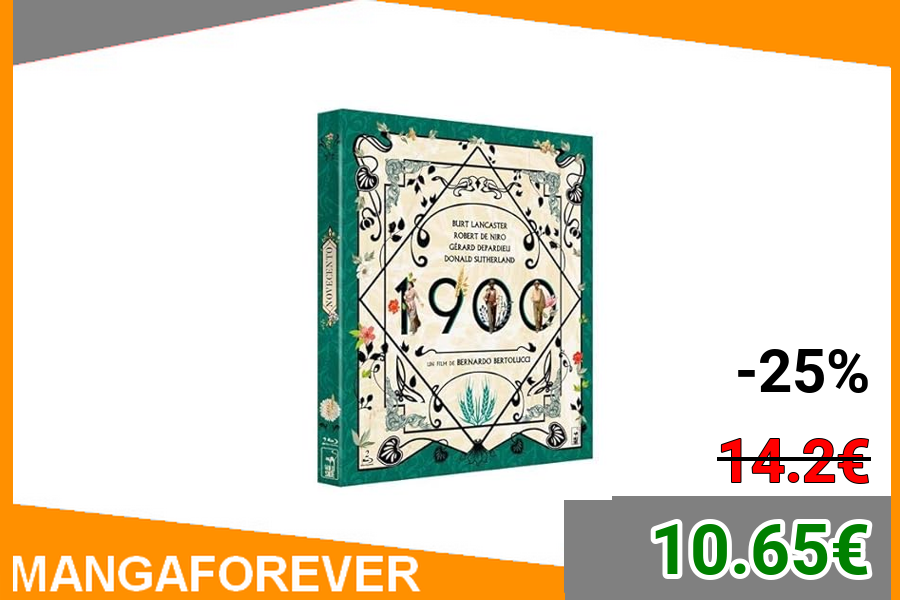 BURT LANCASTER
ROBERT DE NIRO
GÉRARD DEPARDIEU
DONALD SUTHERLAND
1900
UN FILM DE BERNARDO BERTOLUCCI
NOVECENTO
2
-25%
14.2€
10.65€
MANGAFOREVER